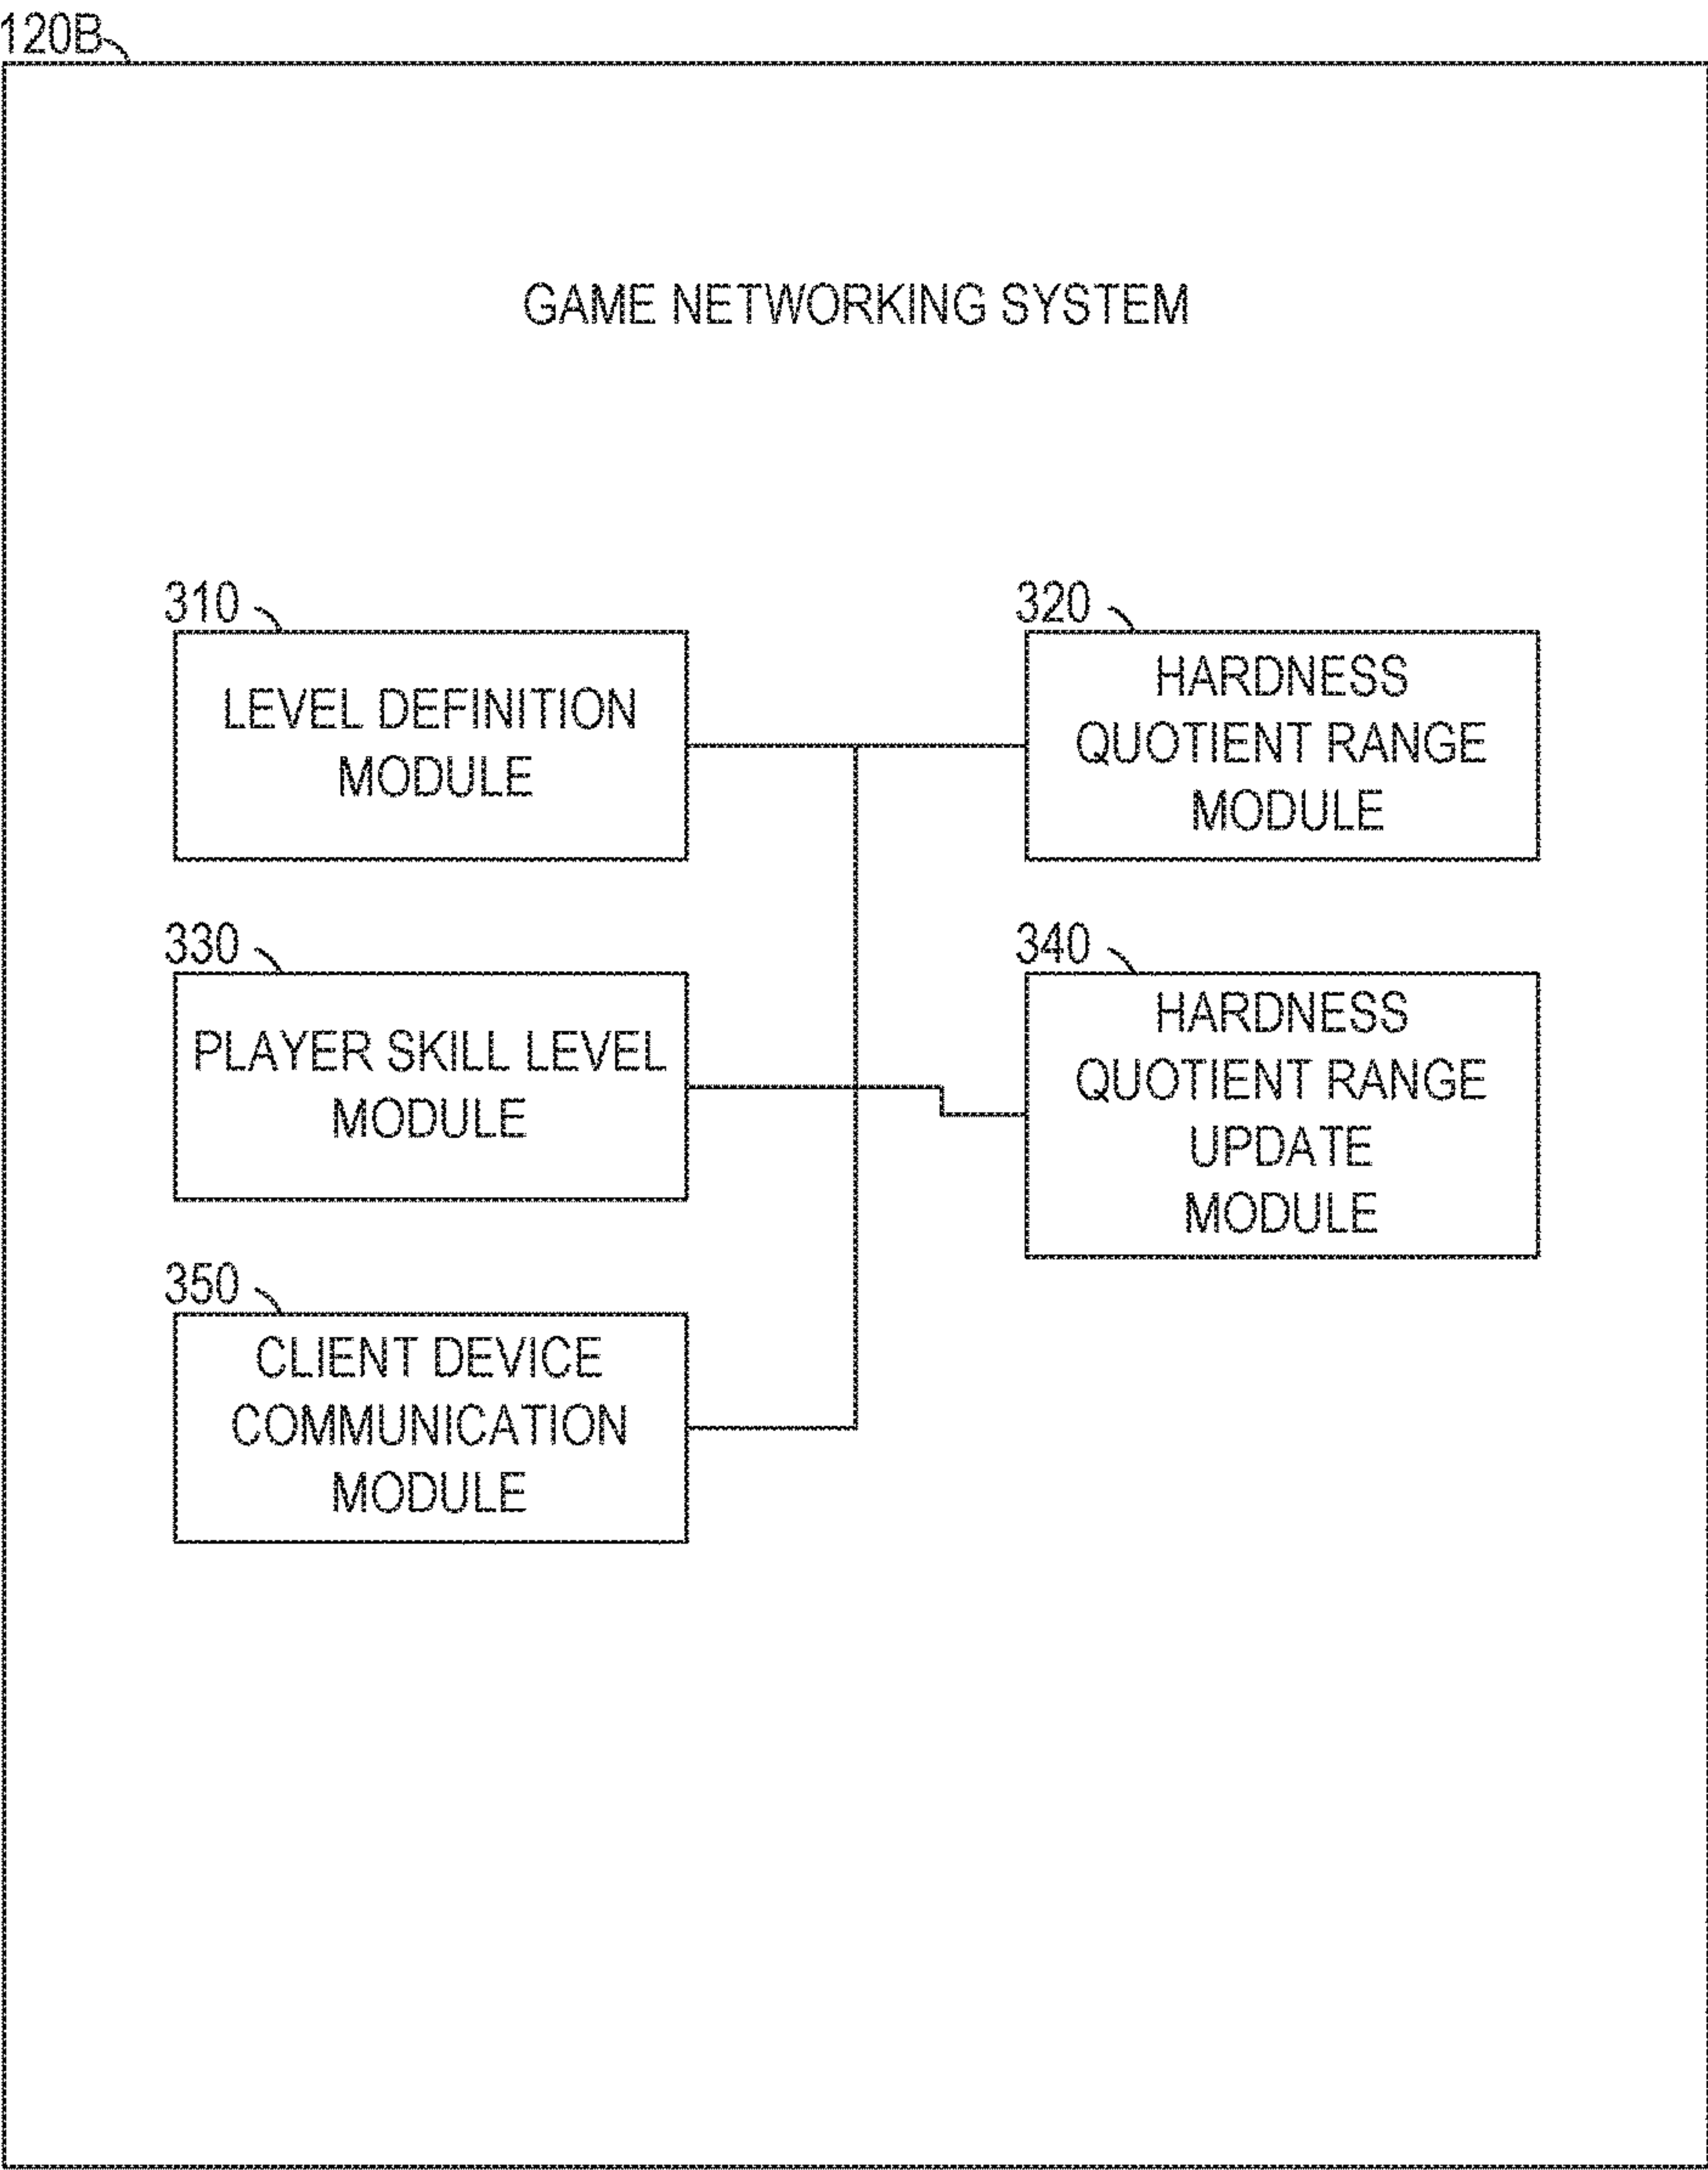 120B
GAME NETWORKING SYSTEM
310
LEVEL DEFINITION
MODULE
320
HARDNESS
QUOTIENT RANGE
MODULE
330
PLAYER SKILL LEVEL
MODULE
340
HARDNESS
QUOTIENT RANGE
UPDATE
MODULE
350
CLIENT DEVICE
COMMUNICATION
MODULE